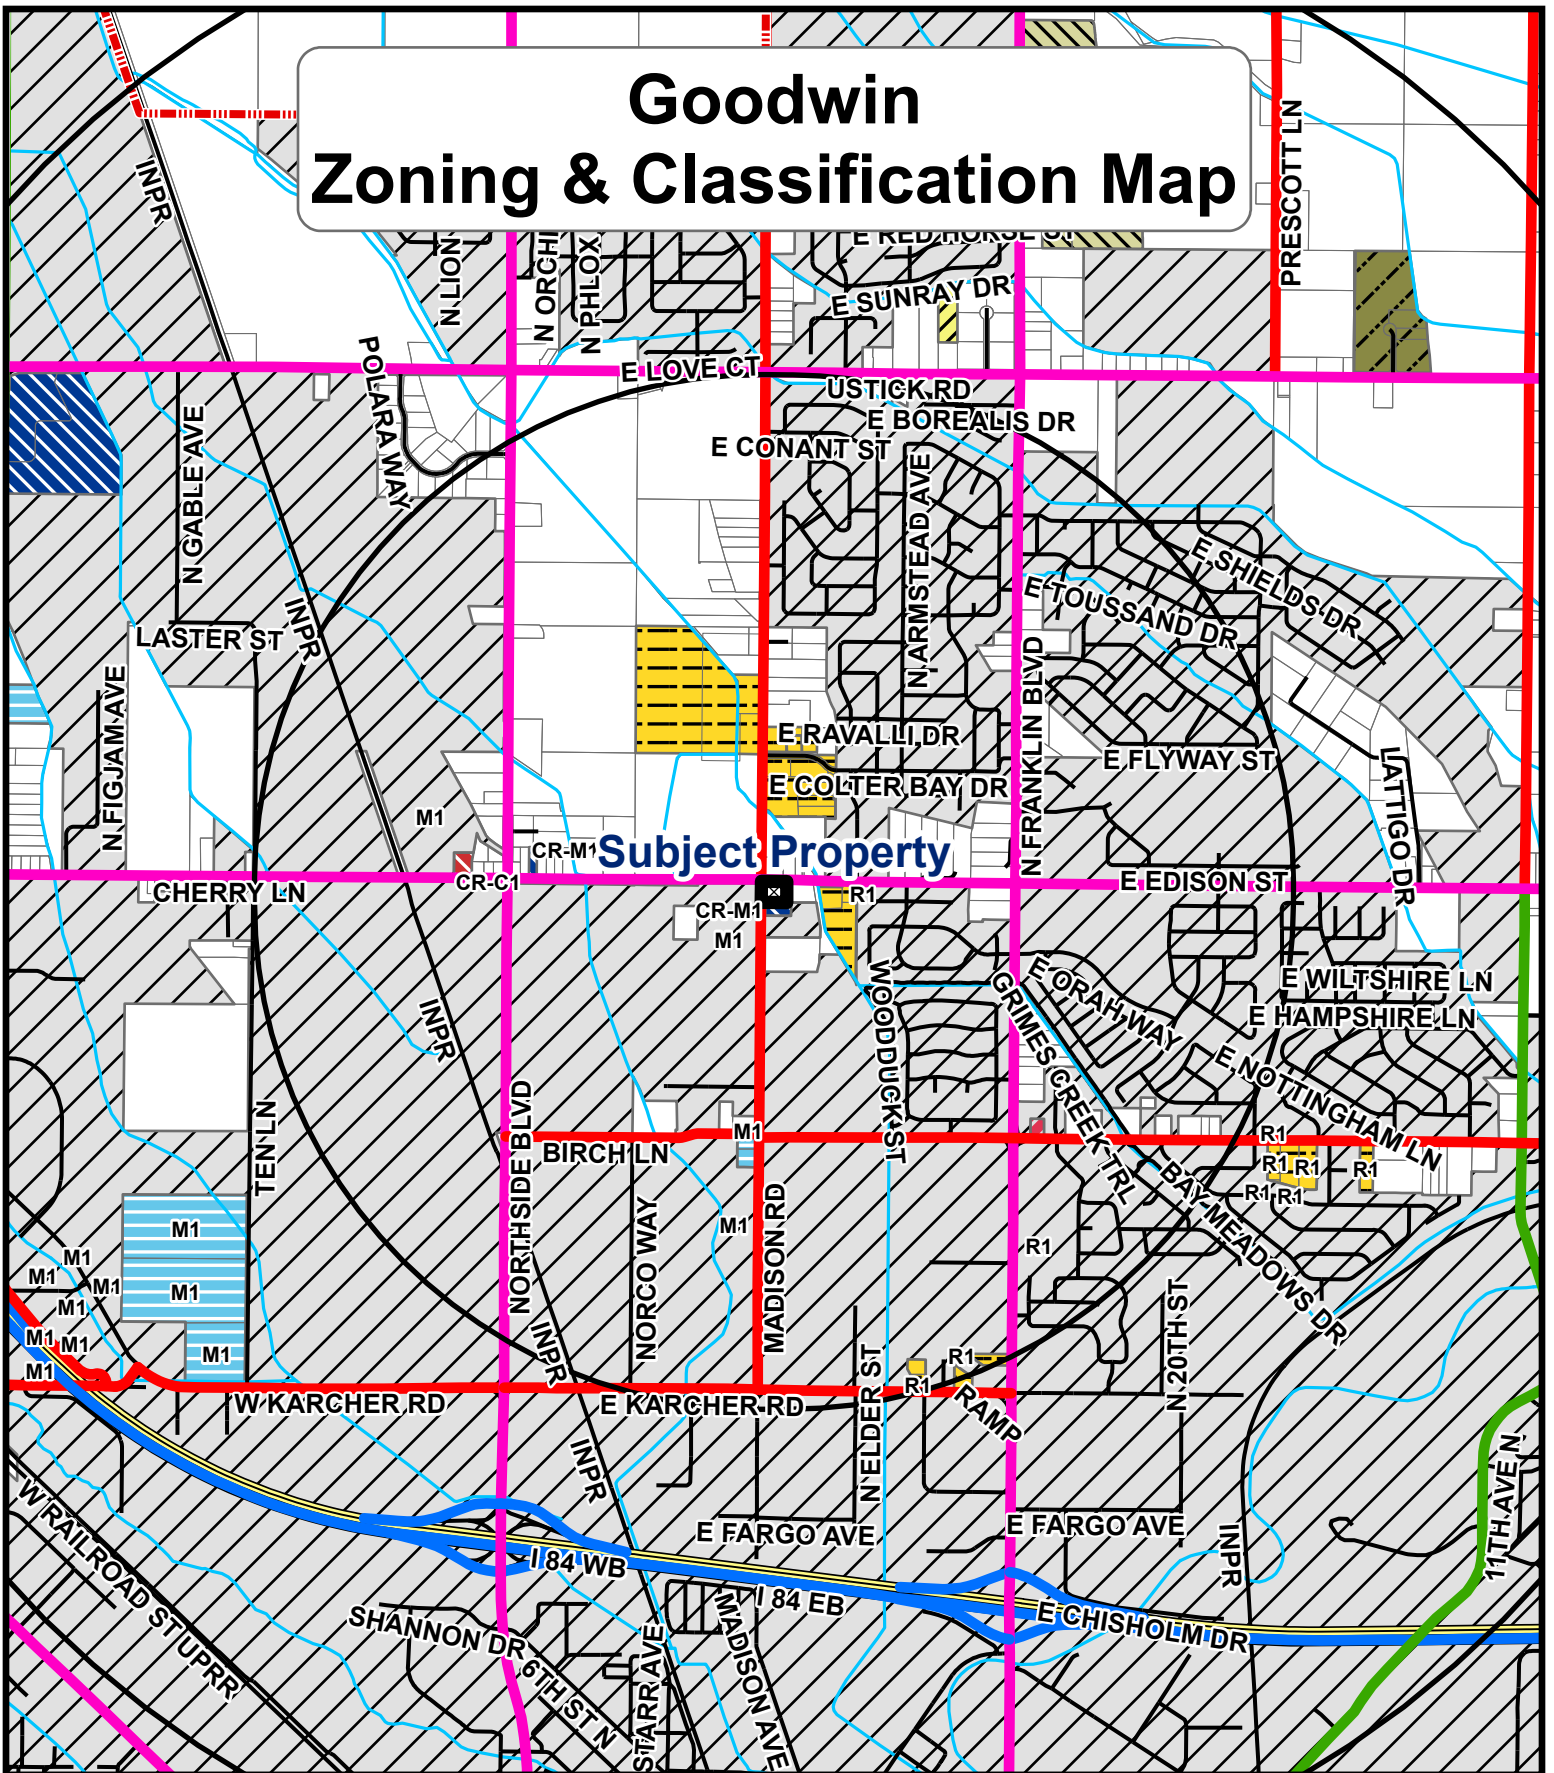 Goodwin
Zoning & Classification Map
INPR
N LION
N PHLOX
E RED HORSE ST
E SUNRAY DR
PRESCOTT LN
E LOVE CT
USTICK RD
E BOREALIS DR
E CONANT ST
POLARA WAY
N GABLE AVE
N ARMSTEAD AVE
E SHIELDS DR
E TOUSSAND DR
LASTER ST
INPR
N FIGJAM AVE
N FRANKLIN BLVD
E RAVALLI DR
E COLTER BAY DR
E FLYWAY ST
LATTIGO DR
M1
CR-M1
Subject Property
CR-C1
CHERRY LN
E EDISON ST
R1
CR-M1
M1
WOODDUCK ST
E ORAH WAY
E WILTSHIRE LN
E HAMPSHIRE LN
GRIMES CREEK TRL
INPR
E NOTTINGHAM LN
TEN LN
NORTHSIDE BLVD
BIRCH LN
M1
R1
R1
R1
R1
R1
R1
BAY MEADOWS DR
M1
M1
NORCO WAY
MADISON RD
R1
M1
M1
M1
M1
M1
M1
M1
M1
M1
INPR
N 20TH ST
N ELDER ST
R1
R1
RAMP
W KARCHER RD
E KARCHER RD
INPR
11TH AVE N
W RAILROAD ST
UPRR
E FARGO AVE
E FARGO AVE
INPR
I 84 WB
I 84 EB
E CHISHOLM DR
SHANNON DR
6TH ST N
STARR AVE
MADISON AVE